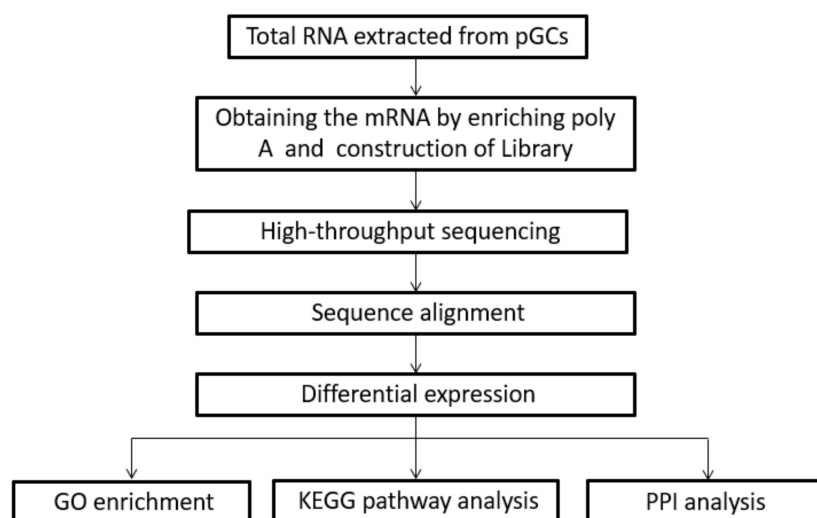 Total RNA extracted from pGCs
Obtaining the mRNA by enriching poly
A and construction of Library
High-throughput sequencing
Sequence alignment
Differential expression
GO enrichment
KEGG pathway analysis
PPI analysis